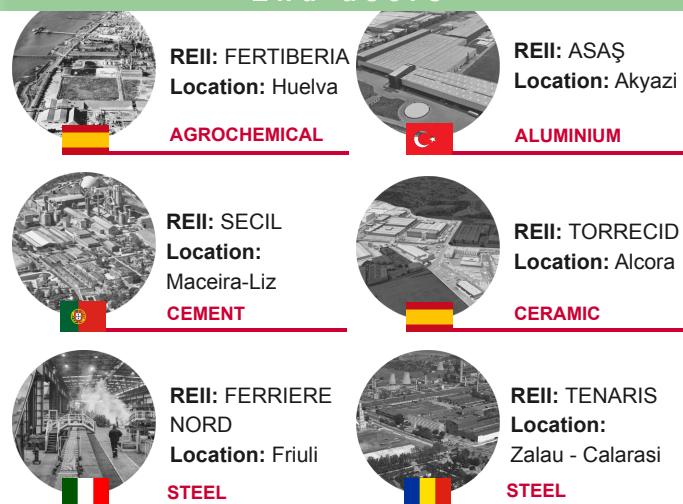 REII: FERTIBERIA
Location: Huelva
AGROCHEMICAL
REII: ASAŞ
Location: Akyazi
ALUMINIUM
REII: SECIL
Location:
Maceira-Liz
CEMENT
REII: TORRECID
Location: Alcora
CERAMIC
REII: FERRIERE
NORD
Location: Friuli
STEEL
REII: TENARIS
Location:
Zalau - Calarasi
STEEL